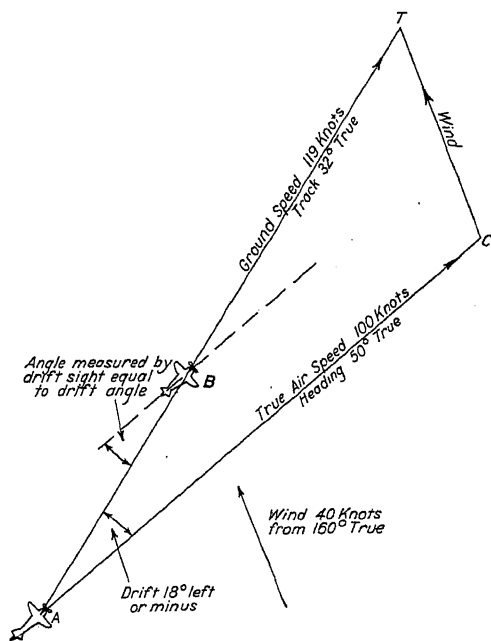 T
Ground Speed 119 Knots
Track 32° True
Wind
C
True Air Speed 100 Knots
Heading 50° True
Angle measured by
drift sight equal
to drift angle
B
Wind 40 Knots
from 160° True
Drift 18° left
or minus
A